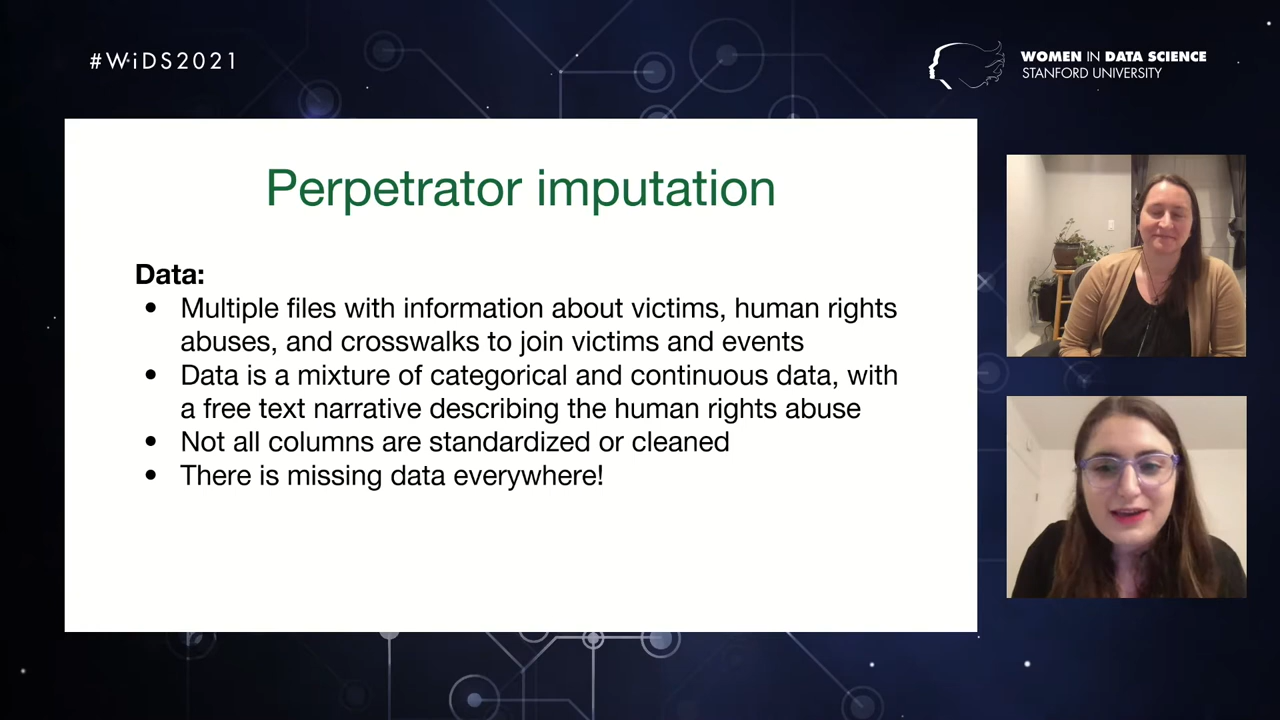 #WiDS2021
WOMEN IN DATA SCIENCE
STANFORD UNIVERSITY
Perpetrator imputation
Data:
• Multiple files with information about victims, human rights
abuses, and crosswalks to join victims and events
• Data is a mixture of categorical and continuous data, with
a free text narrative describing the human rights abuse
• Not all columns are standardized or cleaned
• There is missing data everywhere!